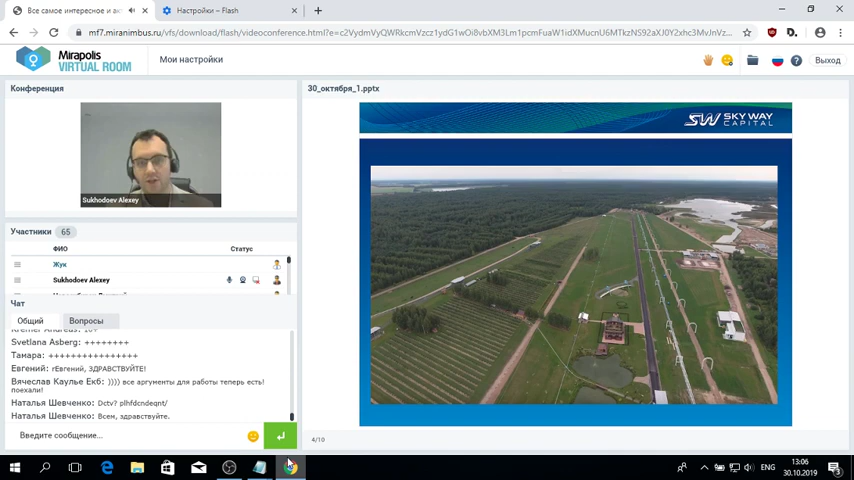 Все самое интересное и акт
Настройки – Flash
mf7.miranimbus.ru/vfs/download/flash/videoconference.html?e=
Mirapolis
VIRTUAL ROOM
Мои настройки
Выход
Конференция
30_октября_1.pptx
SKY WAY
CAPITAL
Sukhodoev Alexey
Участники 65
ФИО Статус
Жук
Sukhodoev Alexey
Чат
Общий Вопросы
Svetlana Asberg: ++++++++
Тамара: ++++++++++++++++
Евгений: гЕвгений, ЗДРАВСТВУЙТЕ!
Вячеслав Каулье Екб: )))) все аргументы для работы теперь есть!
поехали!
Наталья Шевченко: Dctv? plhfdcndeqnt/
Наталья Шевченко: Всем, здравствуйте.
Введите сообщение...
4/10
ENG
13:06
30.10.2019
3